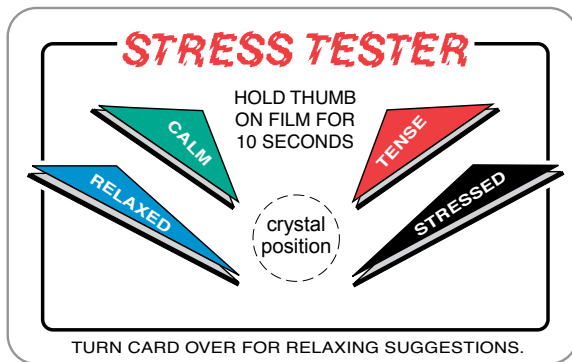 STRESS TESTER
HOLD THUMB
ON FILM FOR
10 SECONDS
CALM
TENSE
RELAXED
STRESSED
crystal
position
TURN CARD OVER FOR RELAXING SUGGESTIONS.